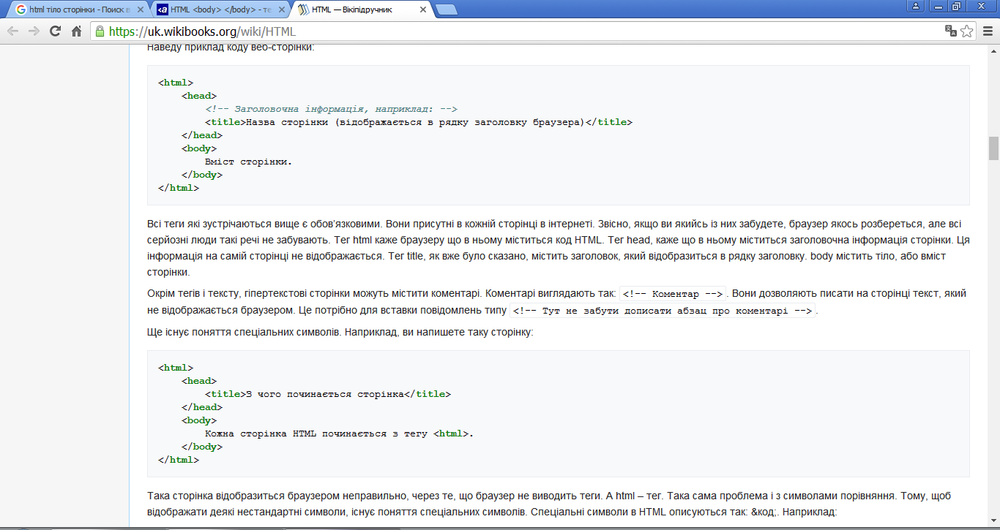 html тіло сторінки - Поиск в
HTML <body> </body> - те
HTML — Вікіпідручник
https://uk.wikibooks.org/wiki/HTML
Наведу приклад коду веб-сторінки:
<html>
<head>
<!-- Заголовочна інформація, наприклад: -->
<title>Назва сторінки (відображається в рядку заголовку браузера)</title>
</head>
<body>
Вміст сторінки.
</body>
</html>
Всі теги які зустрічаються вище є обов’язковими. Вони присутні в кожній сторінці в інтернеті. Звісно, якщо ви якийсь із них забудете, браузер якось розбереться, але всі
серйозні люди такі речі не забувають. Тег html каже браузеру що в ньому міститься код HTML. Тег head, каже що в ньому міститься заголовочна інформація сторінки. Ця
інформація на самій сторінці не відображається. Тег title, як вже було сказано, містить заголовок, який відобразиться в рядку заголовку. body містить тіло, або вміст
сторінки.
Окрім тегів і тексту, гіпертекстові сторінки можуть містити коментарі. Коментарі виглядають так: <!-- Коментар -->. Вони дозволяють писати на сторінці текст, який
не відображається браузером. Це потрібно для вставки повідомлень типу <!-- Тут не забути дописати абзац про коментарі -->.
Ще існує поняття спеціальних символів. Наприклад, ви напишете таку сторінку:
<html>
<head>
<title>З чого починається сторінка</title>
</head>
<body>
Кожна сторінка HTML починається з тегу <html>.
</body>
</html>
Така сторінка відобразиться браузером неправильно, через те, що браузер не виводить теги. А html – тег. Така сама проблема і з символами порівняння. Тому, щоб
відображати деякі нестандартні символи, існує поняття спеціальних символів. Спеціальні символи в HTML описуються так: &код;. Наприклад: